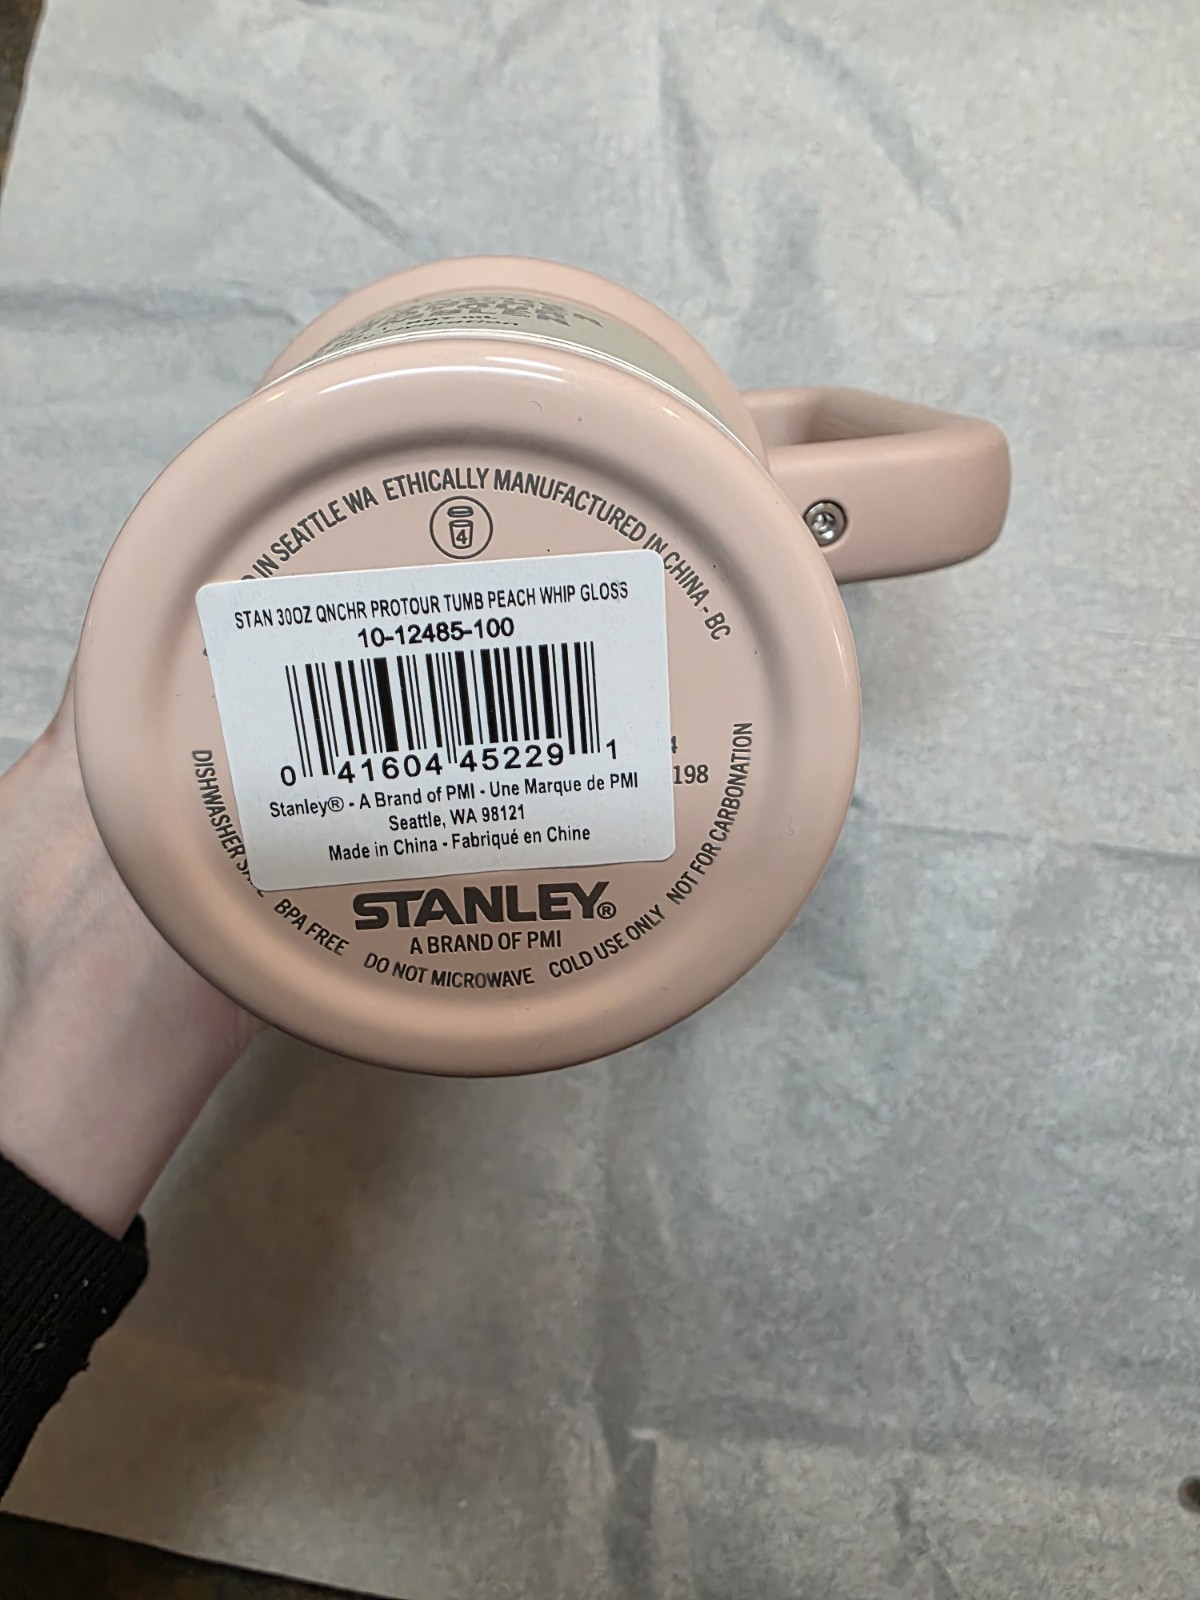 IN SEATTLE WA ETHICALLY MANUFACTURED IN CHINA - BC
4
STAN 30OZ QNCHR PROTOUR TUMB PEACH WHIP GLOSS
10-12485-100
0 41604 45229 1
Stanley® - A Brand of PMI - Une Marque de PMI
Seattle, WA 98121
Made in China - Fabriqué en Chine
4
198
STANLEY®
A BRAND OF PMI
DISHWASHER BPA FREE DO NOT MICROWAVE COLD USE ONLY NOT FOR CARBONATION